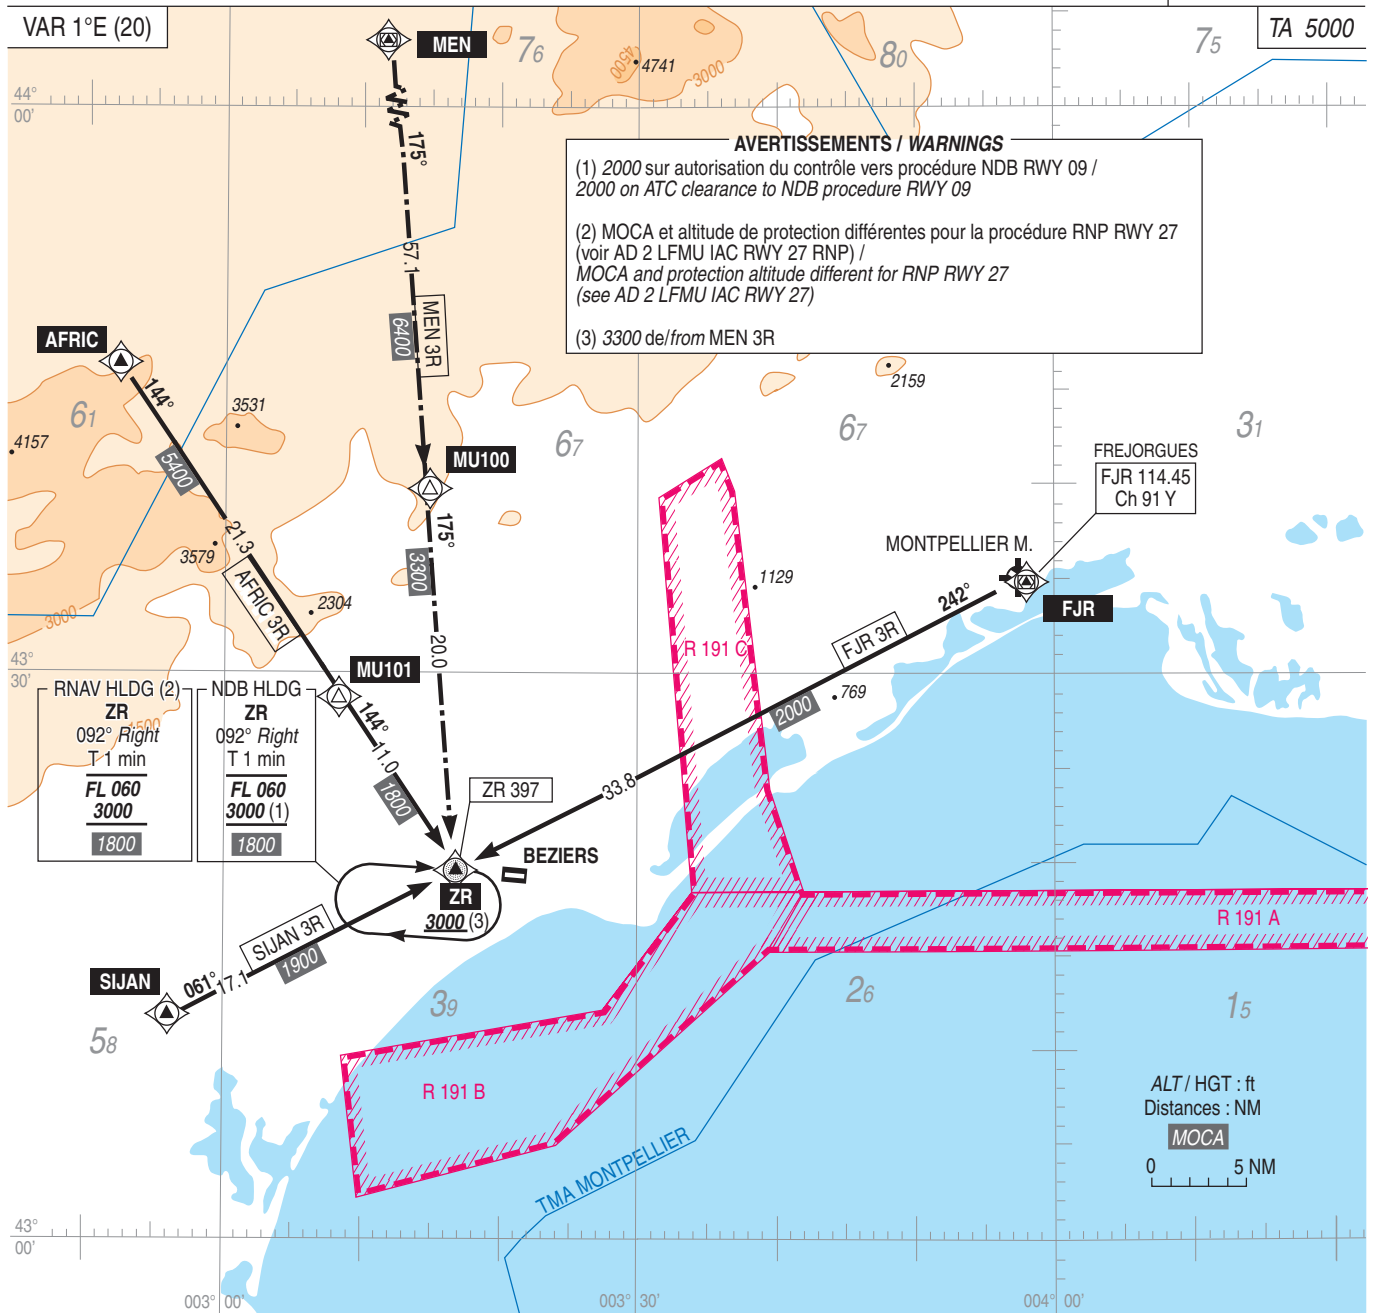 VAR 1°E (20)
TA 5000
MEN
76
4741
4500
3000
80
75
44°
00'
175°
AVERTISSEMENTS / WARNINGS
(1) 2000 sur autorisation du contrôle vers procédure NDB RWY 09 /
2000 on ATC clearance to NDB procedure RWY 09
(2) MOCA et altitude de protection différentes pour la procédure RNP RWY 27
(voir AD 2 LFMU IAC RWY 27 RNP) /
MOCA and protection altitude different for RNP RWY 27
(see AD 2 LFMU IAC RWY 27)
(3) 3300 de/from MEN 3R
57.1
6400
MEN 3R
AFRIC
144°
61
3531
4157
5400
2159
67
67
31
MU100
175°
FREJORGUES
FJR 114.45
Ch 91 Y
21.3
3579
3300
MONTPELLIER M.
1129
AFRIC 3R
2304
3000
242°
FJR
20.0
FJR 3R
R 191 C
43°
30'
MU101
769
2000
RNAV HLDG (2)
ZR
092° Right
T 1 min
FL 060
3000
1800
NDB HLDG
ZR
092° Right
T 1 min
FL 060
3000 (1)
1800
1500
144°
11.0
1800
ZR 397
33.8
BEZIERS
ZR
3000 (3)
SIJAN 3R
1900
R 191 A
SIJAN
061°
17.1
58
39
26
15
R 191 B
ALT / HGT : ft
Distances : NM
MOCA
0 5 NM
TMA MONTPELLIER
43°
00'
003° 00'
003° 30'
004° 00'